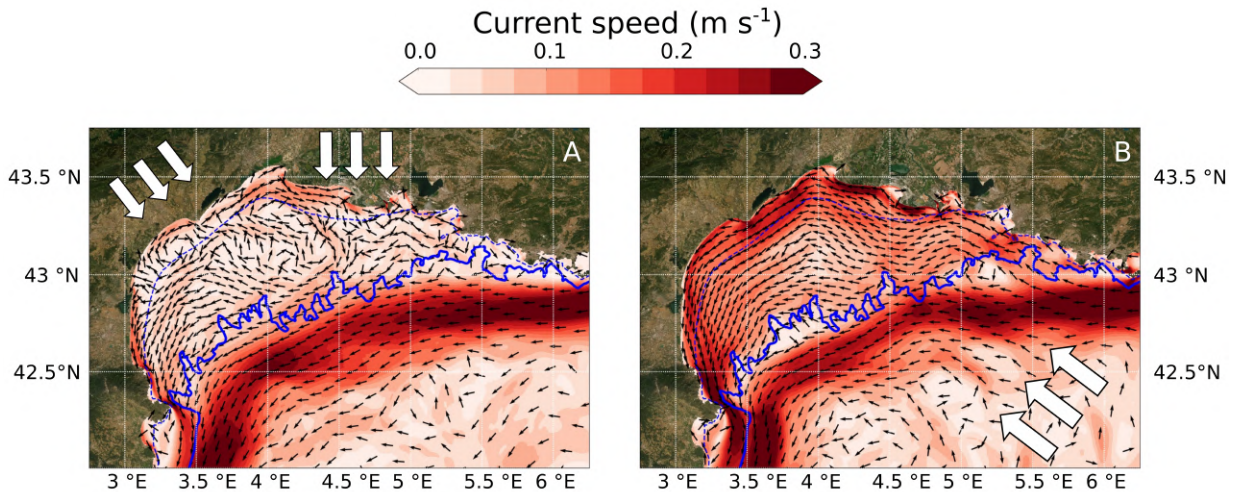 Current speed (m s-1)
0.0 0.1 0.2 0.3
A B
43.5 °N 43.5 °N
43 °N 43 °N
42.5°N 42.5°N
3 °E 3.5 °E 4 °E 4.5 °E 5 °E 5.5 °E 6 °E 3 °E 3.5 °E 4 °E 4.5 °E 5 °E 5.5 °E 6 °E